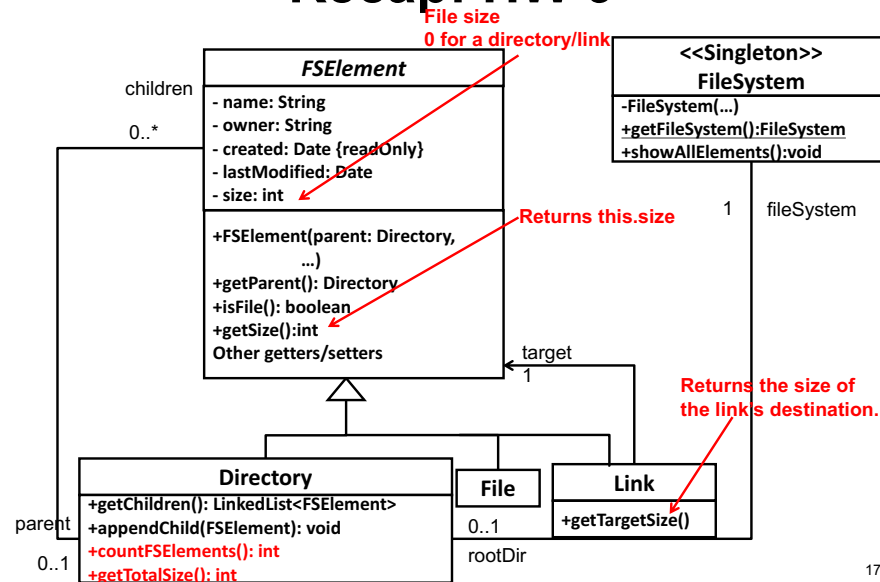 File size
0 for a directory/link
FSElement
- name: String
- owner: String
- created: Date {readOnly}
- lastModified: Date
- size: int
+FSElement(parent: Directory,
...)
+getParent(): Directory
+isFile(): boolean
+getSize():int
Other getters/setters
<<Singleton>>
FileSystem
-FileSystem(...)
+getFileSystem():FileSystem
+showAllElements():void
children
0..*
Returns this.size
1
fileSystem
target
1
Returns the size of
the link's destination.
Directory
+getChildren(): LinkedList<FSElement>
+appendChild(FSElement): void
+countFSElements(): int
+getTotalSize(): int
File
Link
+getTargetSize()
parent
0..1
0..1
rootDir
17